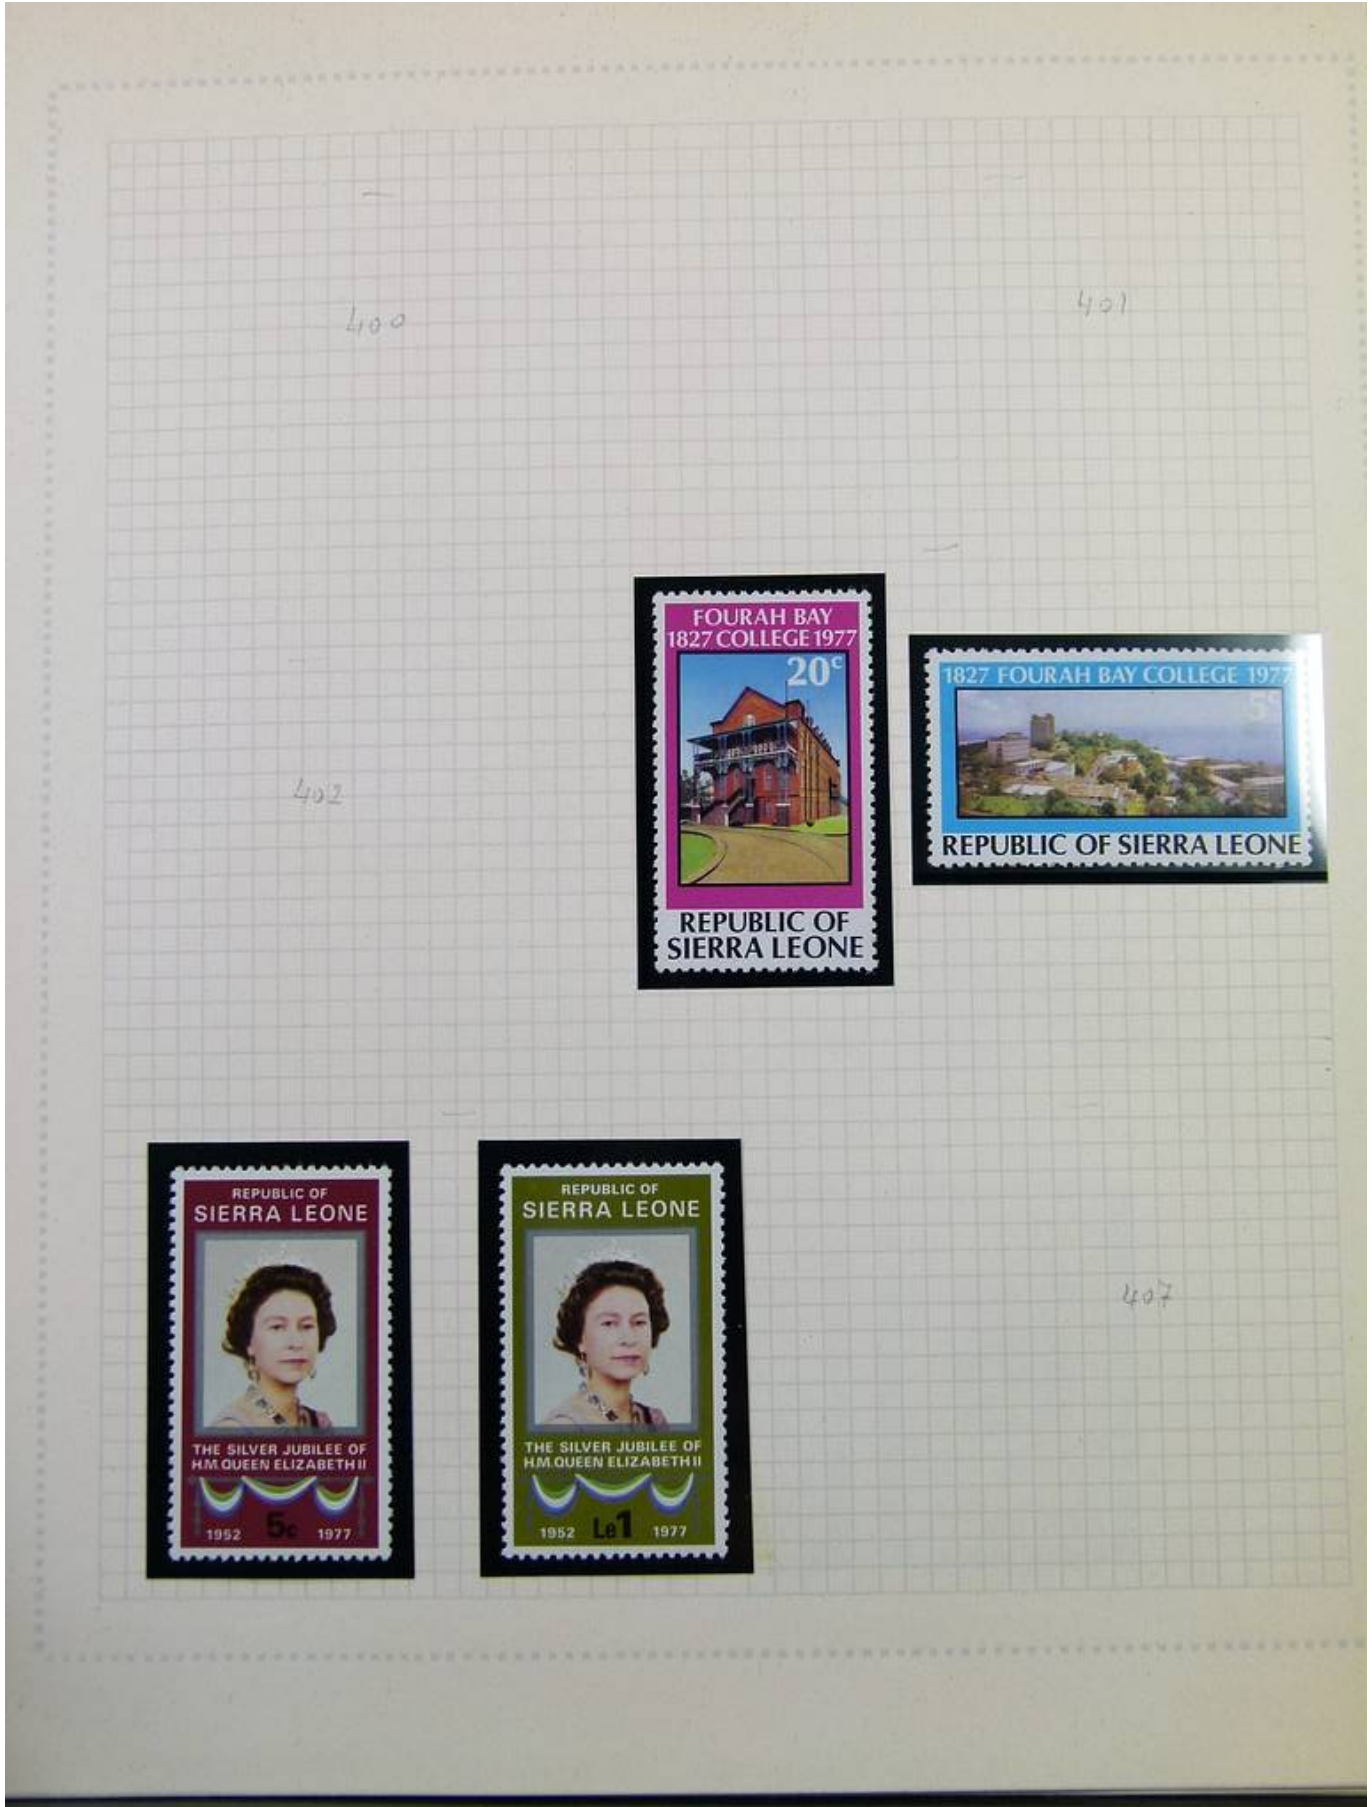 400
401
402
FOURAH BAY
1827 COLLEGE 1977
20c
REPUBLIC OF
SIERRA LEONE
1827 FOURAH BAY COLLEGE 1977
5c
REPUBLIC OF SIERRA LEONE
REPUBLIC OF
SIERRA LEONE
THE SILVER JUBILEE OF
H.M. QUEEN ELIZABETH II
1952 5c 1977
REPUBLIC OF
SIERRA LEONE
THE SILVER JUBILEE OF
H.M. QUEEN ELIZABETH II
1952 Le1 1977
407